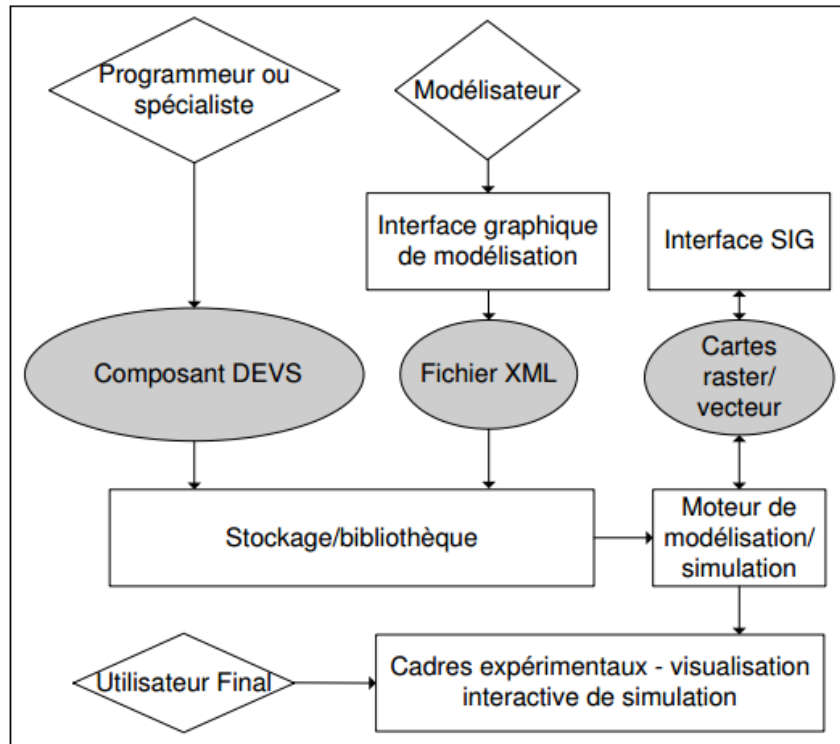 Programmeur ou
spécialiste
Modélisateur
Interface graphique
de modélisation
Interface SIG
Composant DEVS
Fichier XML
Cartes
raster/
vecteur
Stockage/bibliothèque
Moteur de
modélisation/
simulation
Utilisateur Final
Cadres expérimentaux - visualisation
interactive de simulation